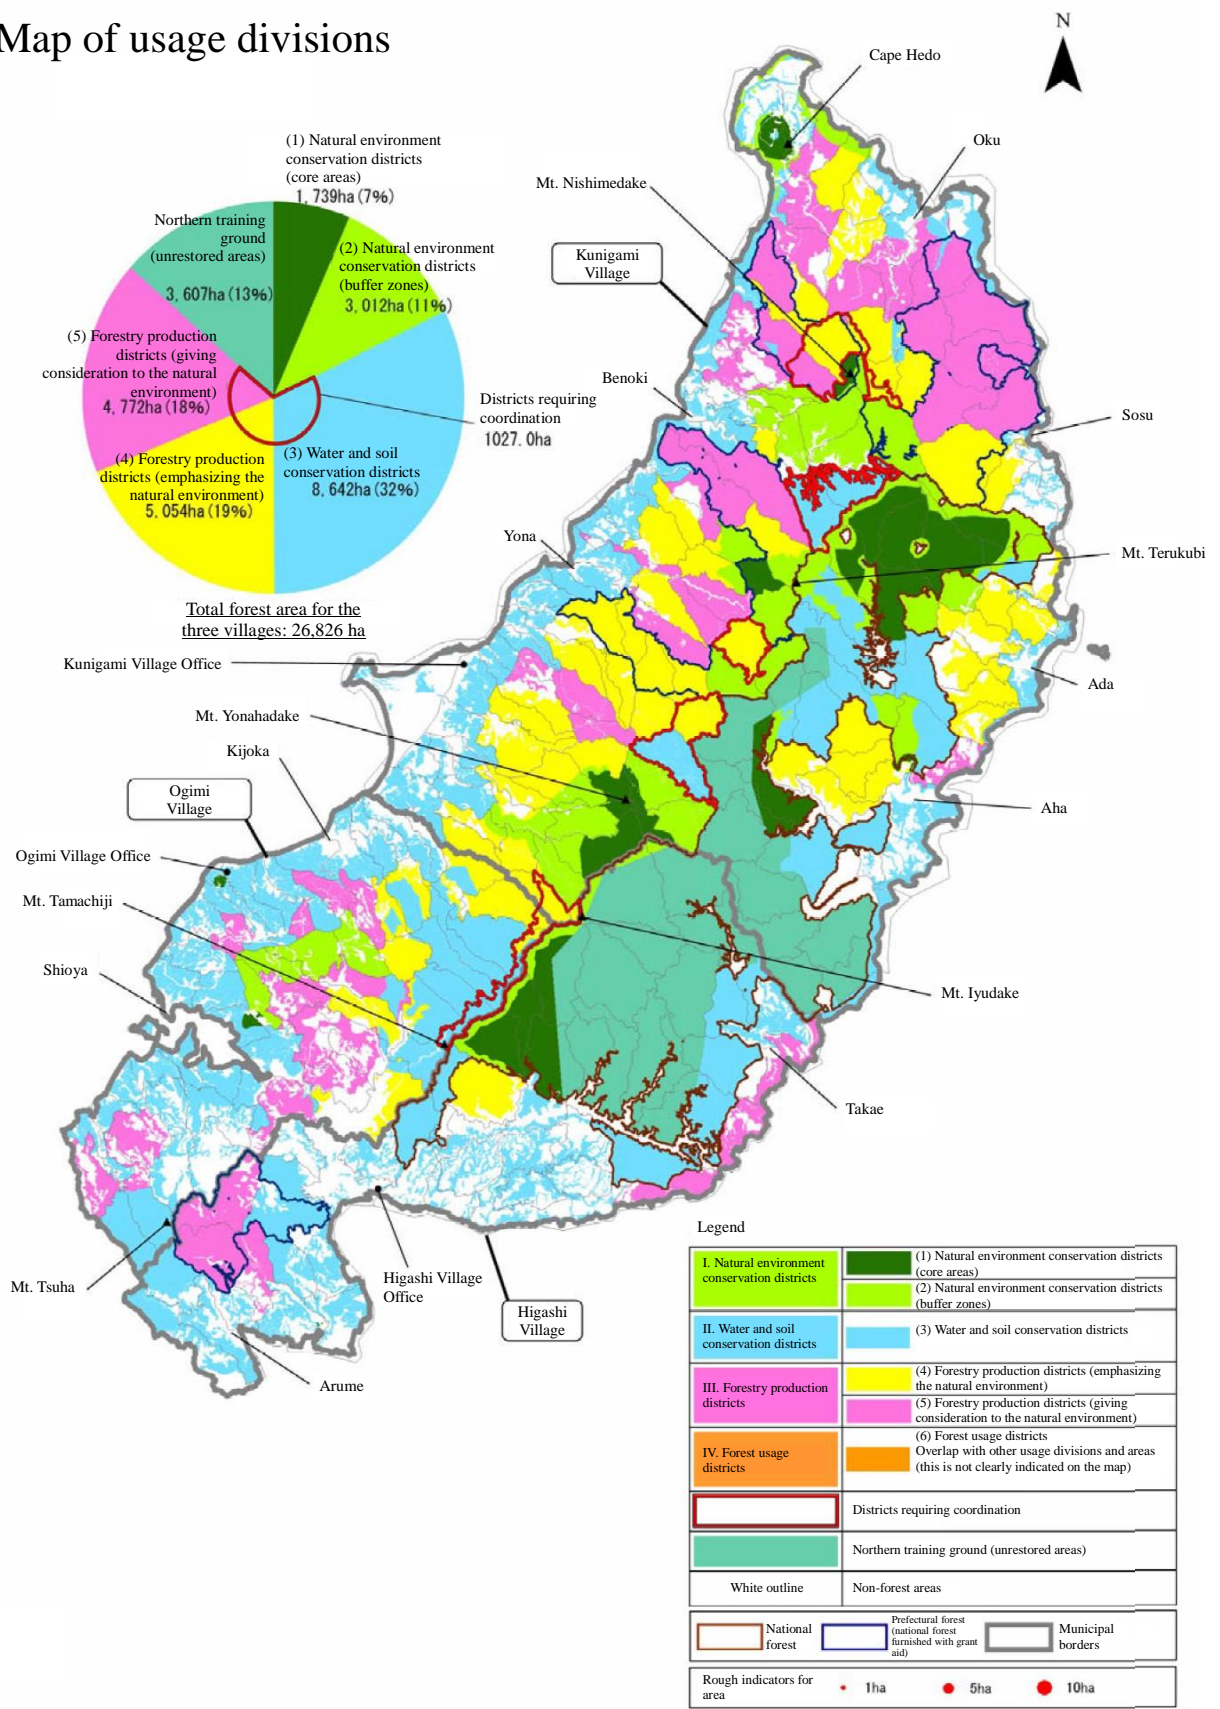 Map of usage divisions
N
Cape Hedo
Oku
Mt. Nishimedake
Kunigami
Village
Benoki
Sosu
Yona
Mt. Terukubi
(1) Natural environment
conservation districts
(core areas)
1,739ha (7%)
Northern training
ground
(unrestored areas)
3,607ha (13%)
(2) Natural environment
conservation districts
(buffer zones)
3,012ha (11%)
(5) Forestry production
districts (giving
consideration to the natural
environment)
4,772ha (18%)
Districts requiring
coordination
1027.0ha
(4) Forestry production
districts (emphasizing the
natural environment)
5,054ha (19%)
(3) Water and soil
conservation districts
8,642ha (32%)
Total forest area for the
three villages: 26,826 ha
Kunigami Village Office
Ada
Mt. Yonahadake
Kijoka
Ogimi
Village
Aha
Ogimi Village Office
Mt. Tamachiji
Shioya
Mt. Iyudake
Takae
Mt. Tsuha
Higashi Village
Office
Higashi
Village
Arume
Legend
I. Natural environment
conservation districts
(1) Natural environment conservation districts
(core areas)
(2) Natural environment conservation districts
(buffer zones)
II. Water and soil
conservation districts
(3) Water and soil conservation districts
III. Forestry production
districts
(4) Forestry production districts (emphasizing
the natural environment)
(5) Forestry production districts (giving
consideration to the natural environment)
IV. Forest usage
districts
(6) Forest usage districts
Overlap with other usage divisions and areas
(this is not clearly indicated on the map)
Districts requiring coordination
Northern training ground (unrestored areas)
White outline
Non-forest areas
National
forest
Prefectural forest
(national forest
furnished with grant
aid)
Municipal
borders
Rough indicators for
area
1ha
5ha
10ha